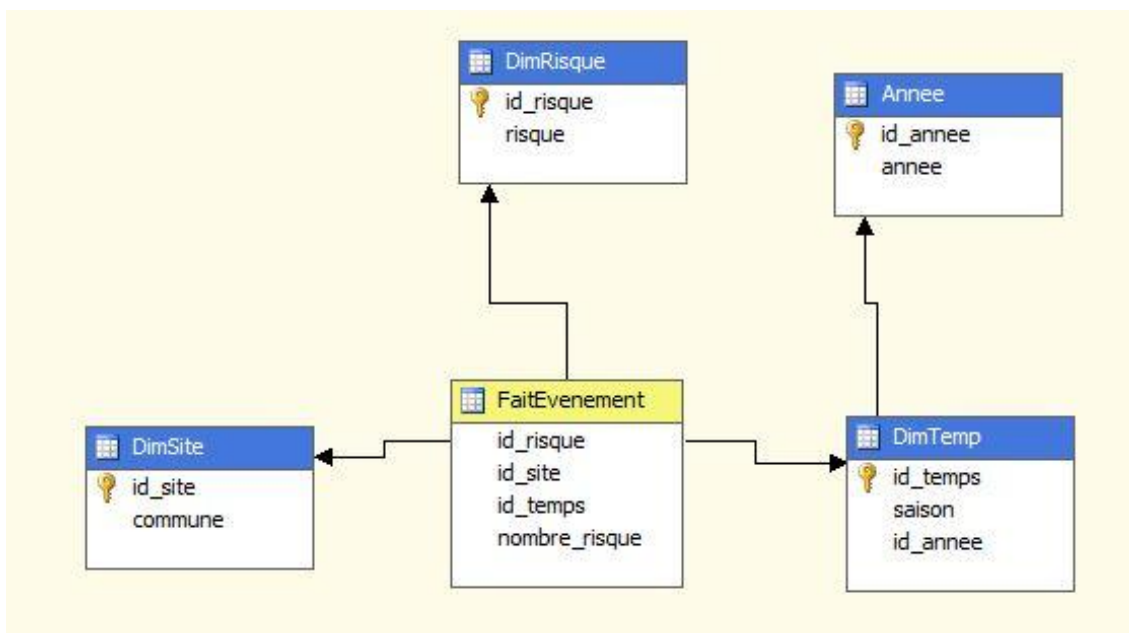 DimRisque
id_risque
risque
Annee
id_annee
annee
FaitEvenement
id_risque
id_site
id_temps
nombre_risque
DimSite
id_site
commune
DimTemp
id_temps
saison
id_annee